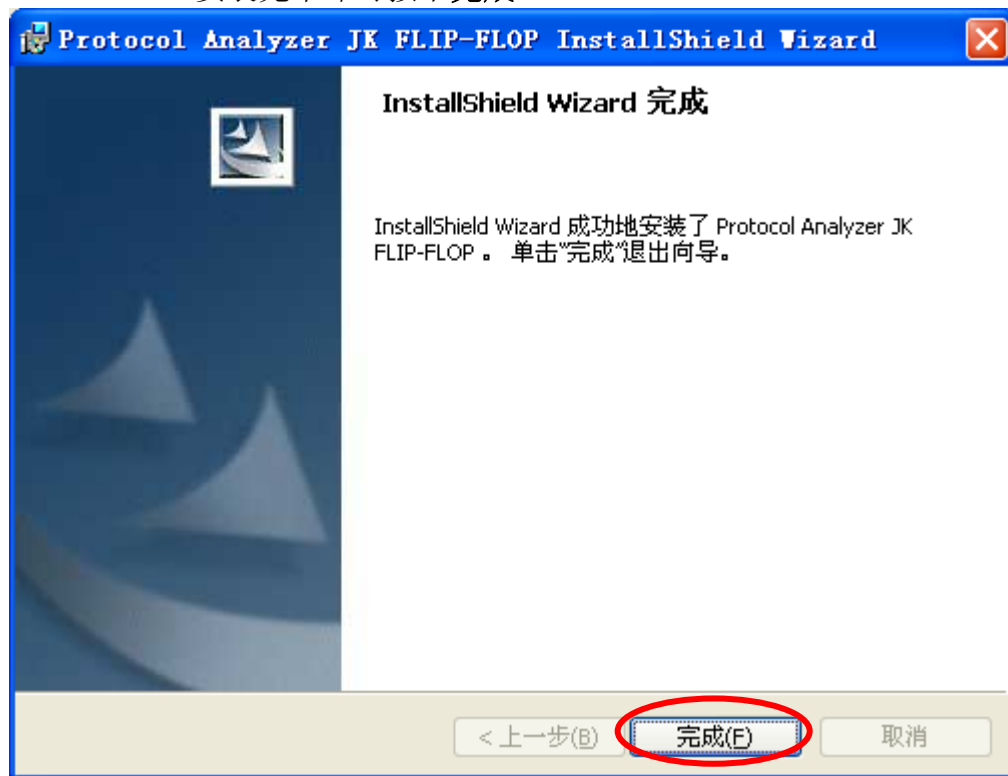 Protocol Analyzer JK FLIP-FLOP InstallShield Wizard
InstallShield Wizard 完成
InstallShield Wizard 成功地安装了 Protocol Analyzer JK
FLIP-FLOP 。 单击“完成”退出向导。
< 上一步(B)
完成(F)
取消